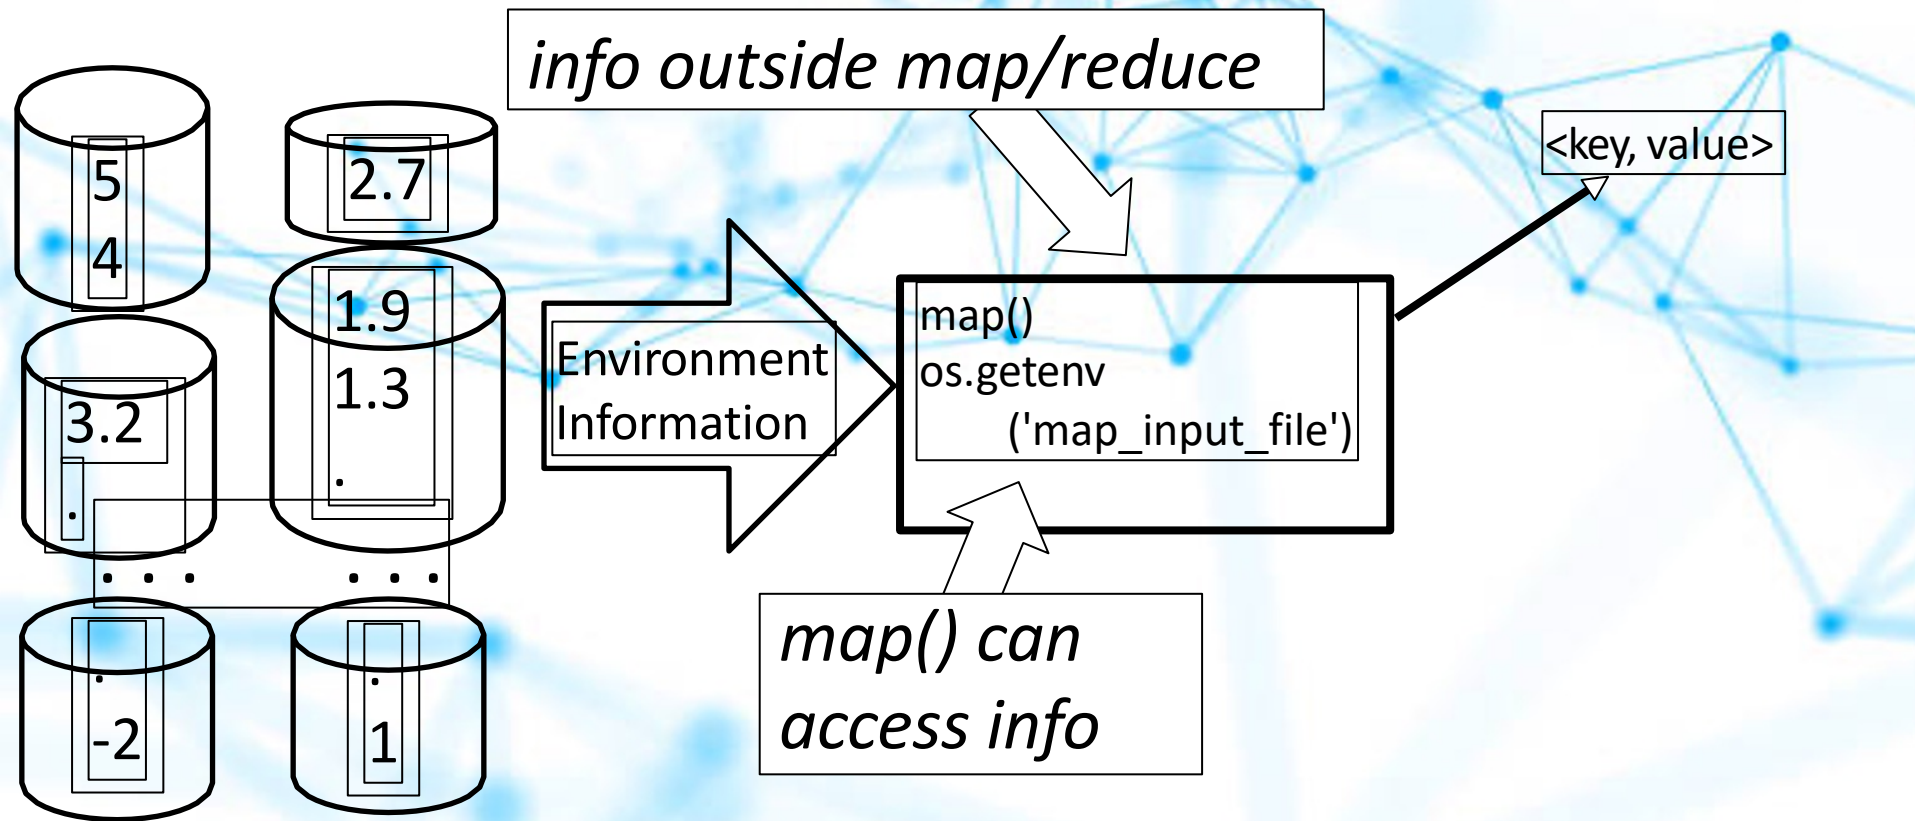 info outside map/reduce
<key, value>
5
4
2.7
1.9
1.3
.
3.2
.
. . .
. . .
.
-2
.
1
Environment
Information
map()
os.getenv
('map_input_file')
map() can
access info